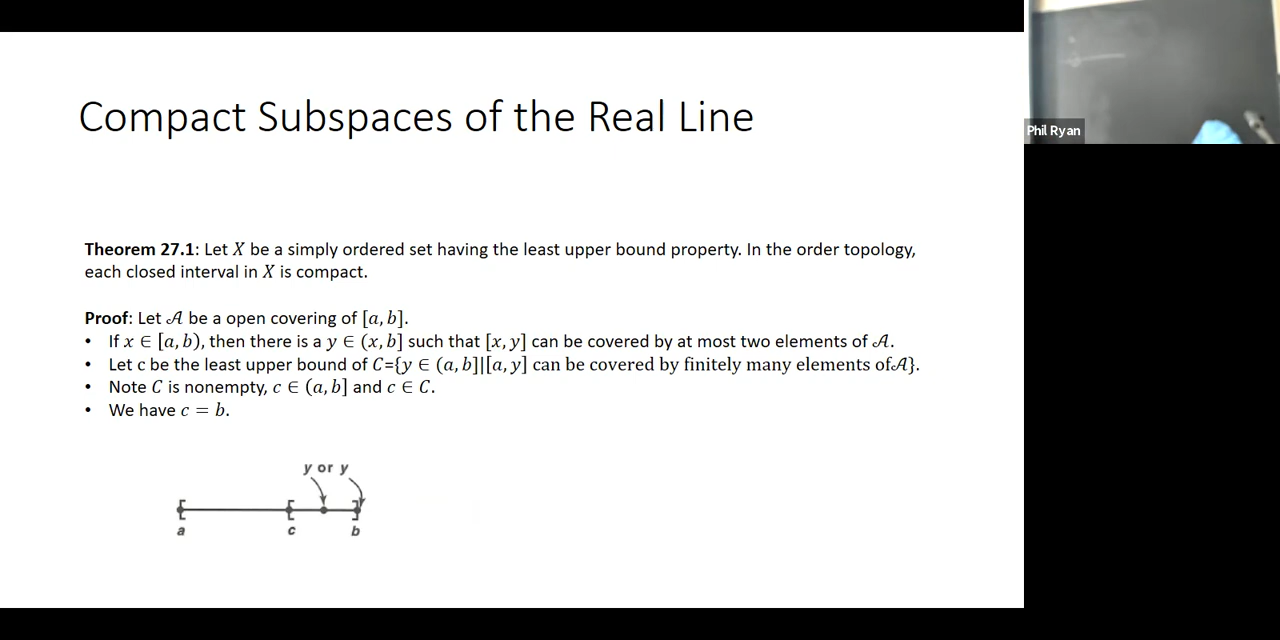 Compact Subspaces of the Real Line
Phil Ryan
Theorem 27.1: Let X be a simply ordered set having the least upper bound property. In the order topology,
each closed interval in X is compact.
Proof: Let 𝒜 be a open covering of [a, b].
• If x ∈ [a, b), then there is a y ∈ (x, b] such that [x, y] can be covered by at most two elements of 𝒜.
• Let c be the least upper bound of C={y ∈ (a, b]|[a, y] can be covered by finitely many elements of𝒜}.
• Note C is nonempty, c ∈ (a, b] and c ∈ C.
• We have c = b.
y or y
a c b